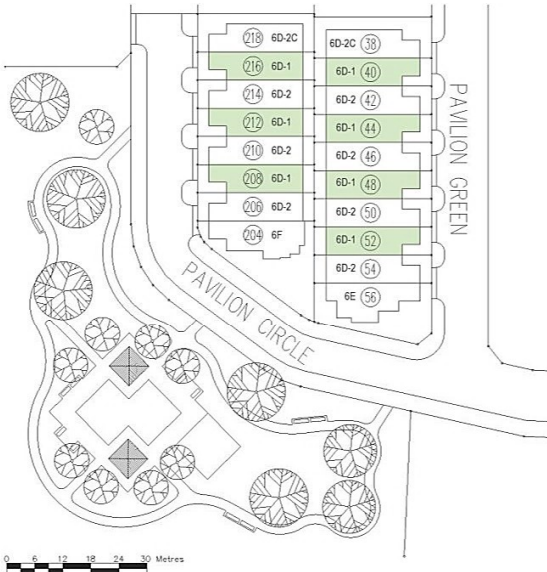 218 6D-2C
216 6D-1
214 6D-2
212 6D-1
210 6D-2
208 6D-1
206 6D-2
204 6F
6D-2C 38
6D-1 40
6D-2 42
6D-1 44
6D-2 46
6D-1 48
6D-2 50
6D-1 52
6D-2 54
6E 56
PAVILION GREEN
PAVILION CIRCLE
0 6 12 18 24 30 Metres